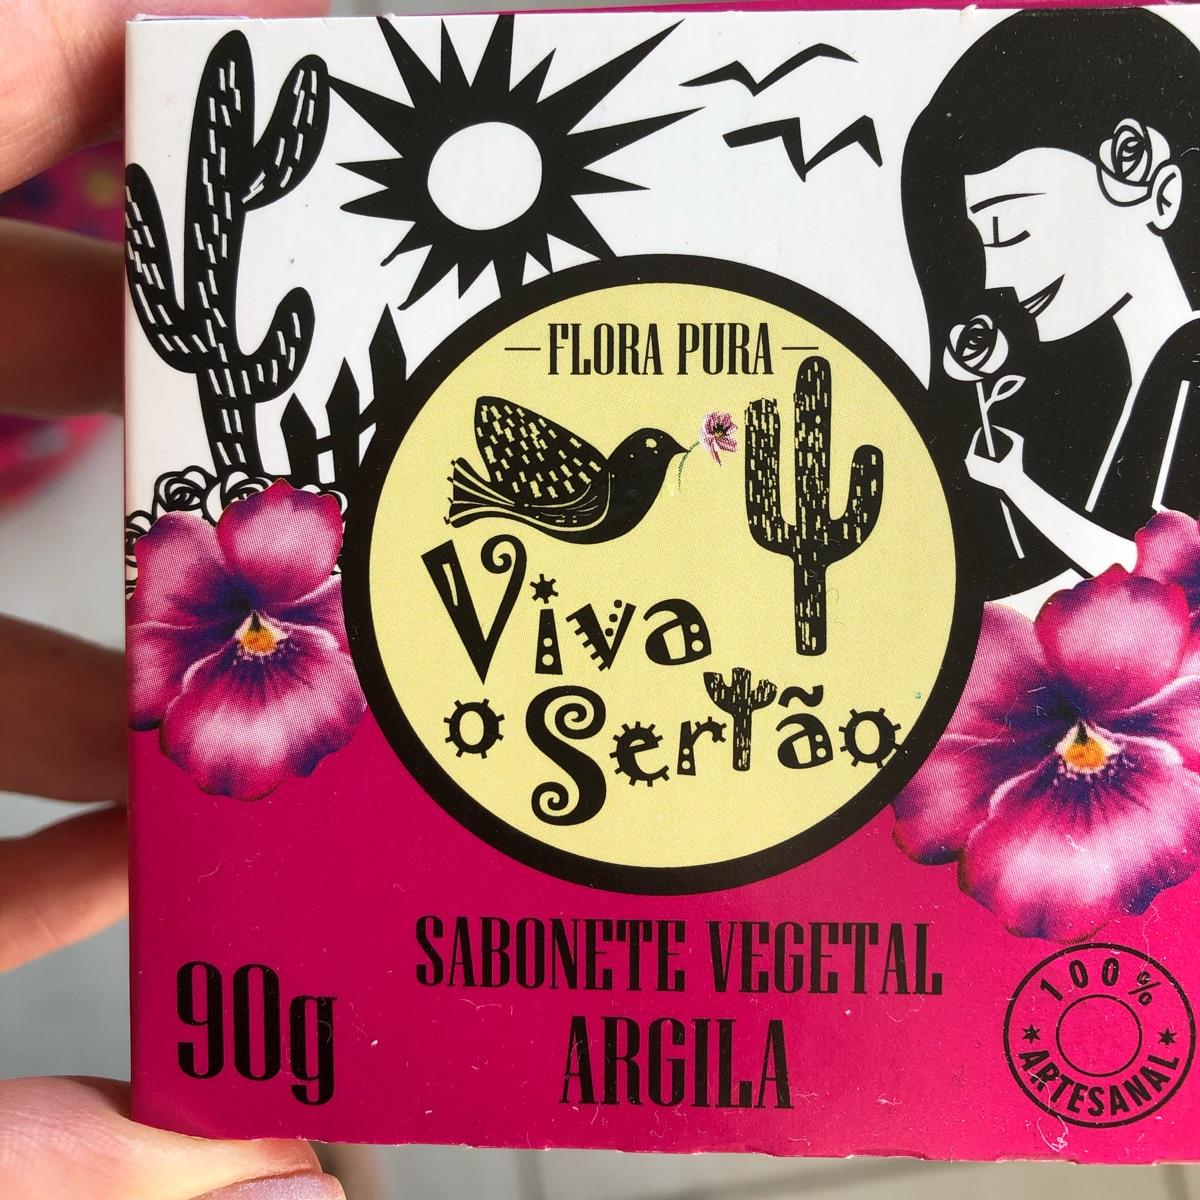 FLORA PURA
Viva
o Sertão
SABONETE VEGETAL
ARGILA
90g
100%
ARTESANAL